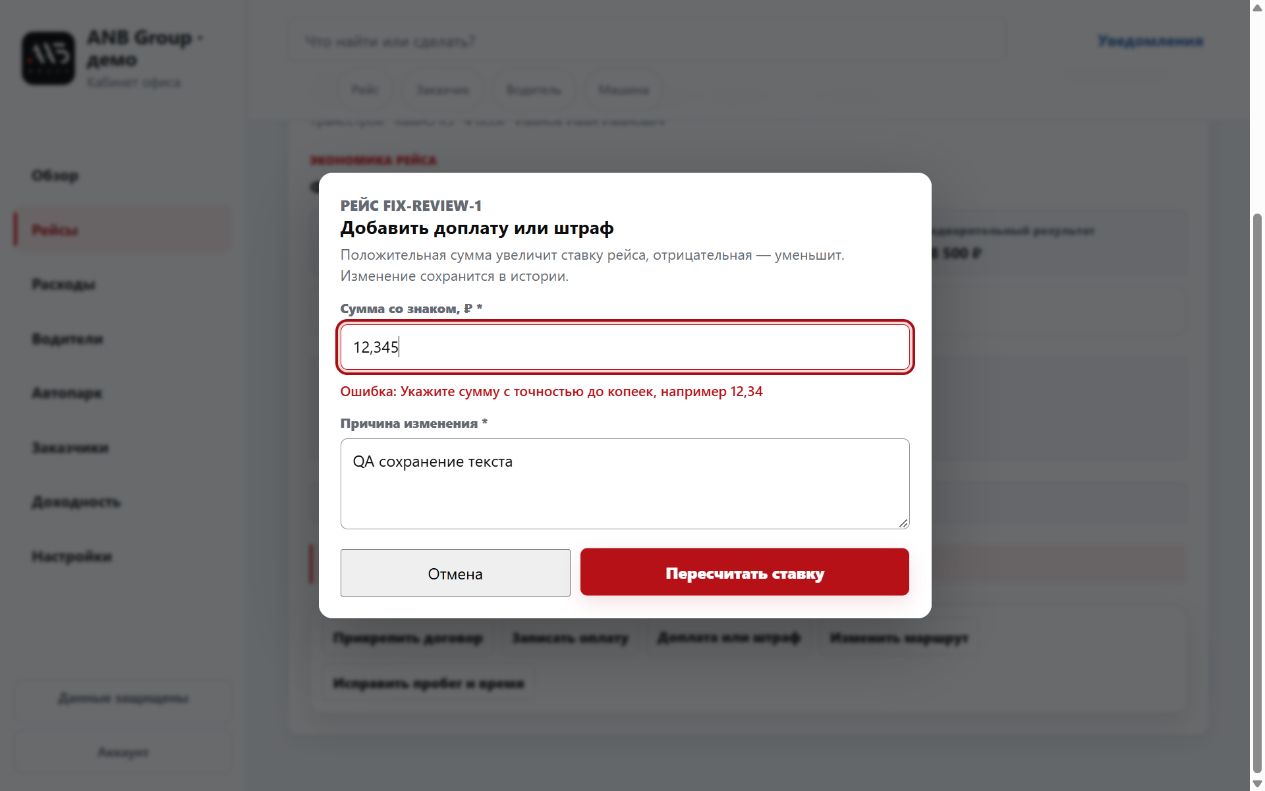 ANB Group ·
демо
Кабинет офиса
Что найти или сделать?
Уведомления
Рейс
Заказчик
Водитель
Машина
Обзор
Рейсы
Расходы
Водители
Автопарк
Заказчики
Доходность
Настройки
Данные защищены
Аккаунт
ЭКОНОМИКА РЕЙСА
РЕЙС FIX-REVIEW-1
Добавить доплату или штраф
Положительная сумма увеличит ставку рейса, отрицательная — уменьшит.
Изменение сохранится в истории.
Сумма со знаком, ₽ *
12,345
Ошибка: Укажите сумму с точностью до копеек, например 12,34
Причина изменения *
QA сохранение текста
Отмена
Пересчитать ставку
результат
500 ₽
Прикрепить договор
Записать оплату
Доплата или штраф
Изменить маршрут
Исправить пробег и время